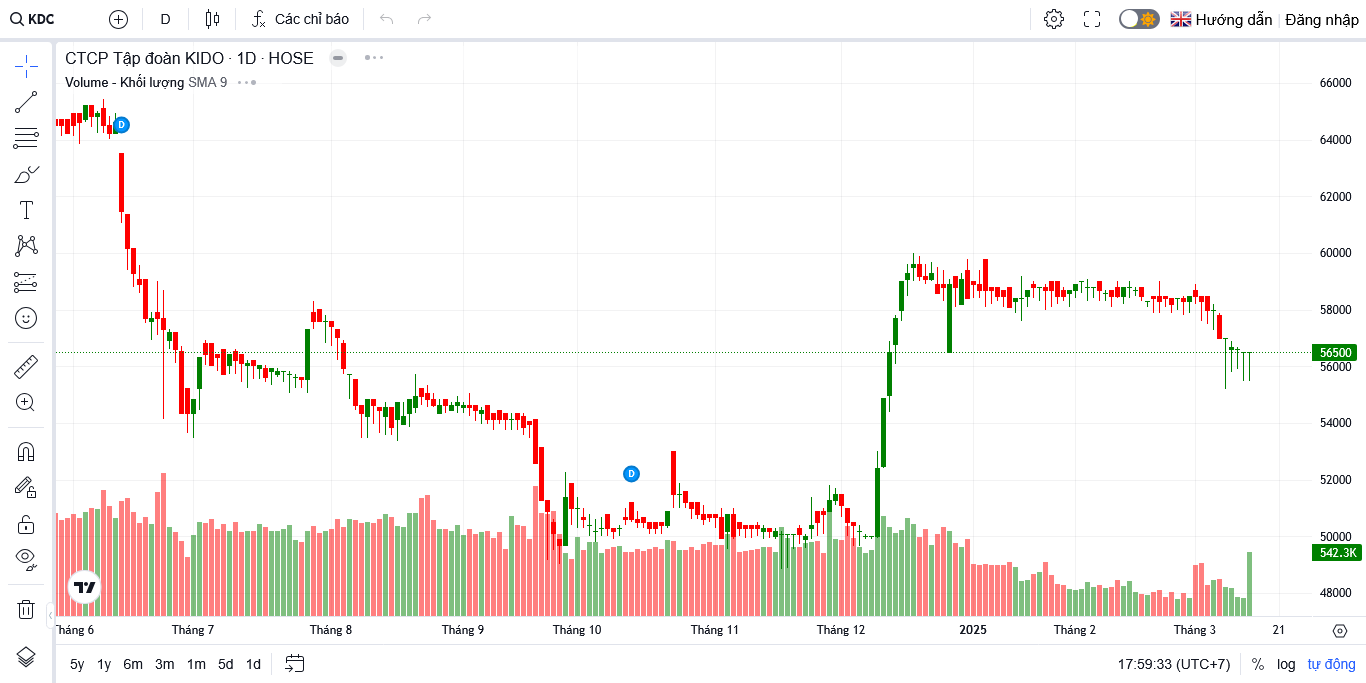 KDC D Các chỉ báo Hướng dẫn Đăng nhập
CTCP Tập đoàn KIDO · 1D · HOSE
Volume - Khối lượng SMA 9
66000
64000
62000
60000
58000
56500
56000
54000
52000
50000
542.3K
48000
D
D
Tháng 6 Tháng 7 Tháng 8 Tháng 9 Tháng 10 Tháng 11 Tháng 12 2025 Tháng 2 Tháng 3 21
5y 1y 6m 3m 1m 5d 1d 17:59:33 (UTC+7) % log tự động